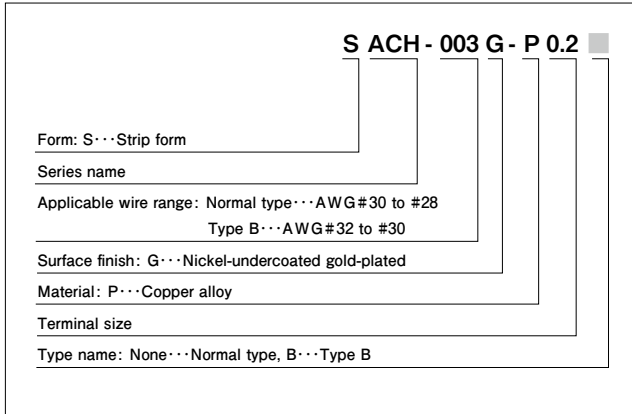 S ACH - 003 G - P 0.2
Form: S···Strip form
Series name
Applicable wire range: Normal type···AWG#30 to #28
Type B···AWG#32 to #30
Surface finish: G···Nickel-undercoated gold-plated
Material: P···Copper alloy
Terminal size
Type name: None···Normal type, B···Type B